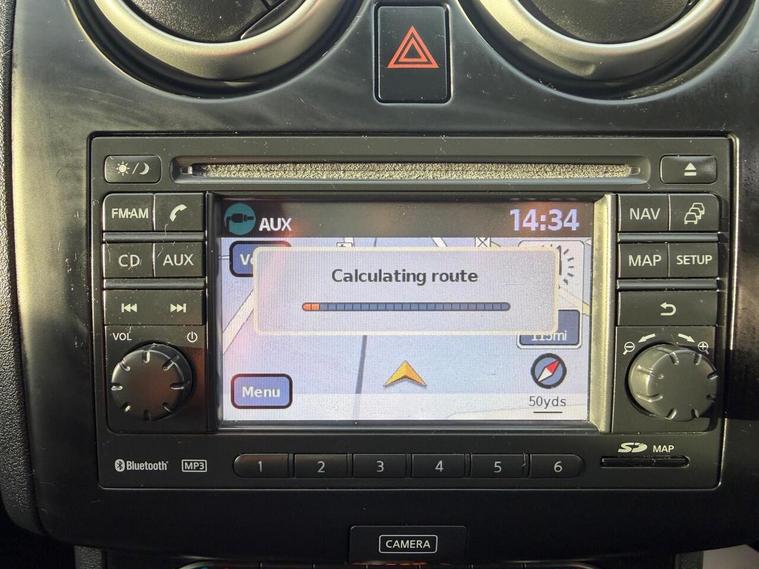 FM·AM
CD
AUX
VOL
Bluetooth®
MP3
AUX
14:34
Calculating route
Menu
50yds
NAV
MAP
SETUP
SD MAP
1 2 3 4 5 6
CAMERA